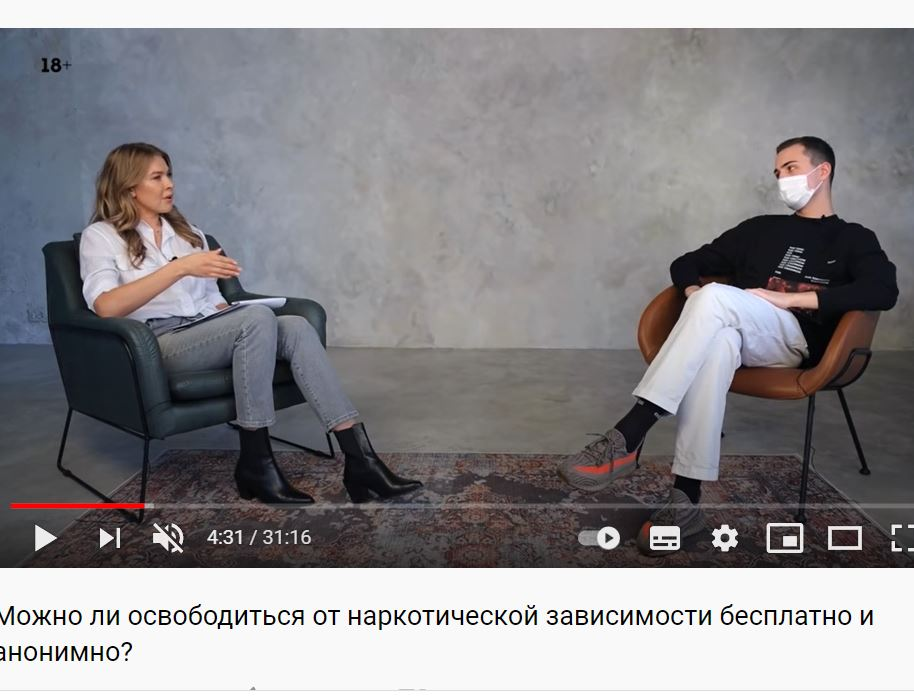 18+
4:31 / 31:16
Можно ли освободиться от наркотической зависимости бесплатно и
анонимно?